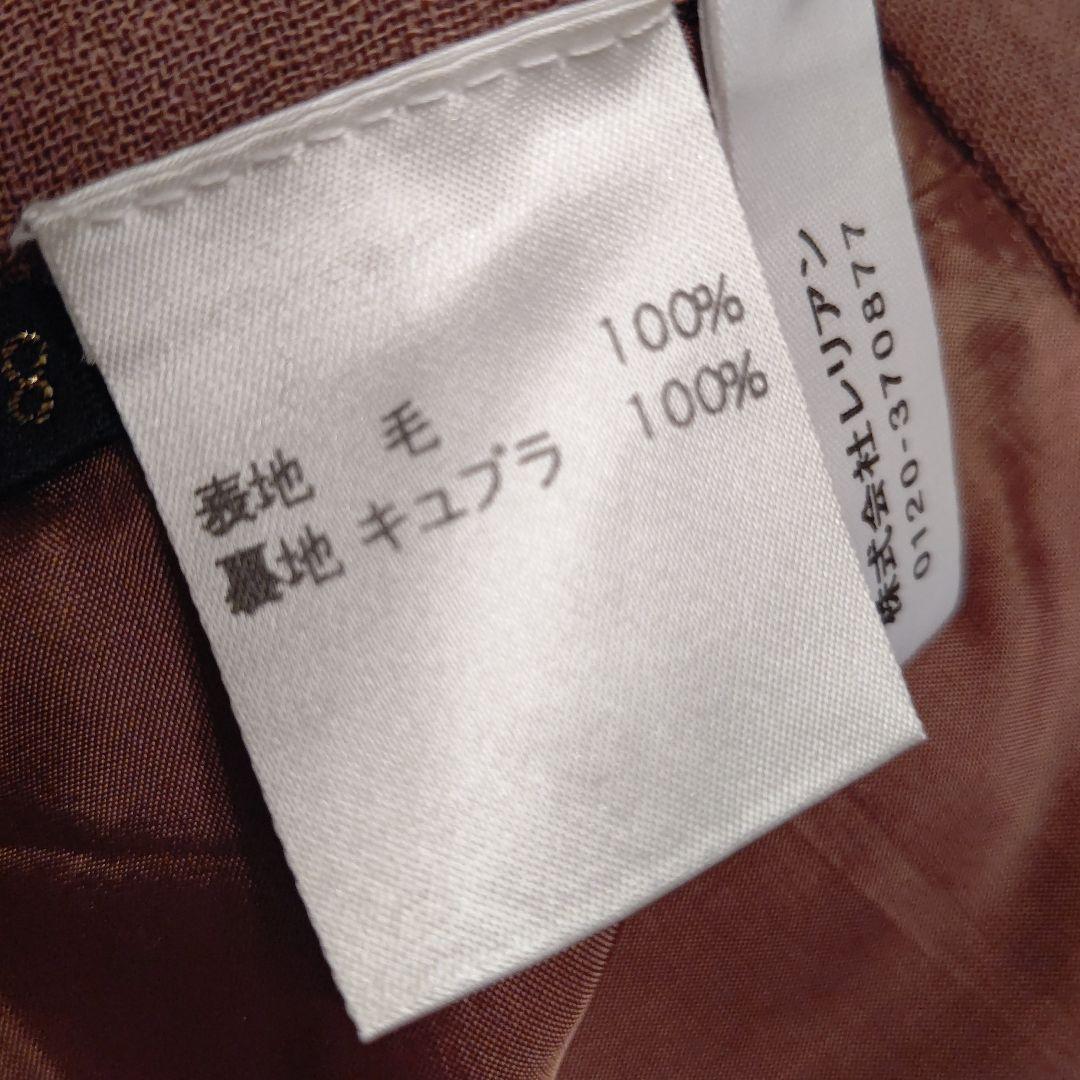 表地 毛 100%
裏地 キュプラ 100%
株式会社レリアン
0120-370877
8